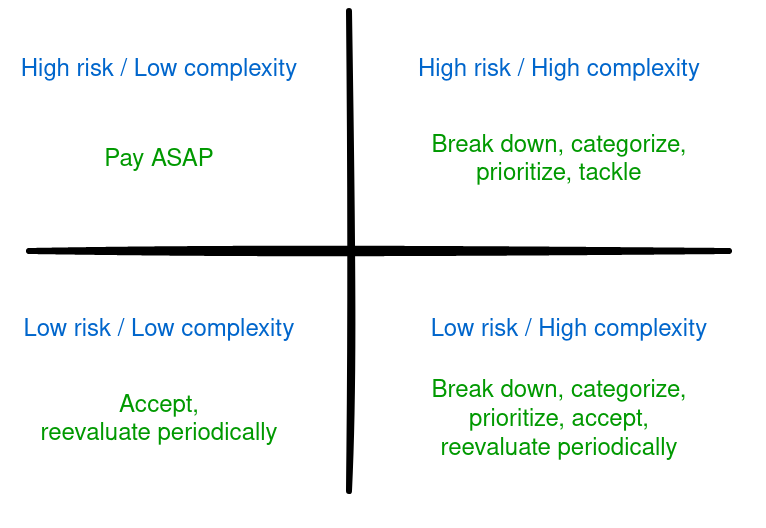 High risk / Low complexity
Pay ASAP
High risk / High complexity
Break down, categorize,
prioritize, tackle
Low risk / Low complexity
Accept,
reevaluate periodically
Low risk / High complexity
Break down, categorize,
prioritize, accept,
reevaluate periodically